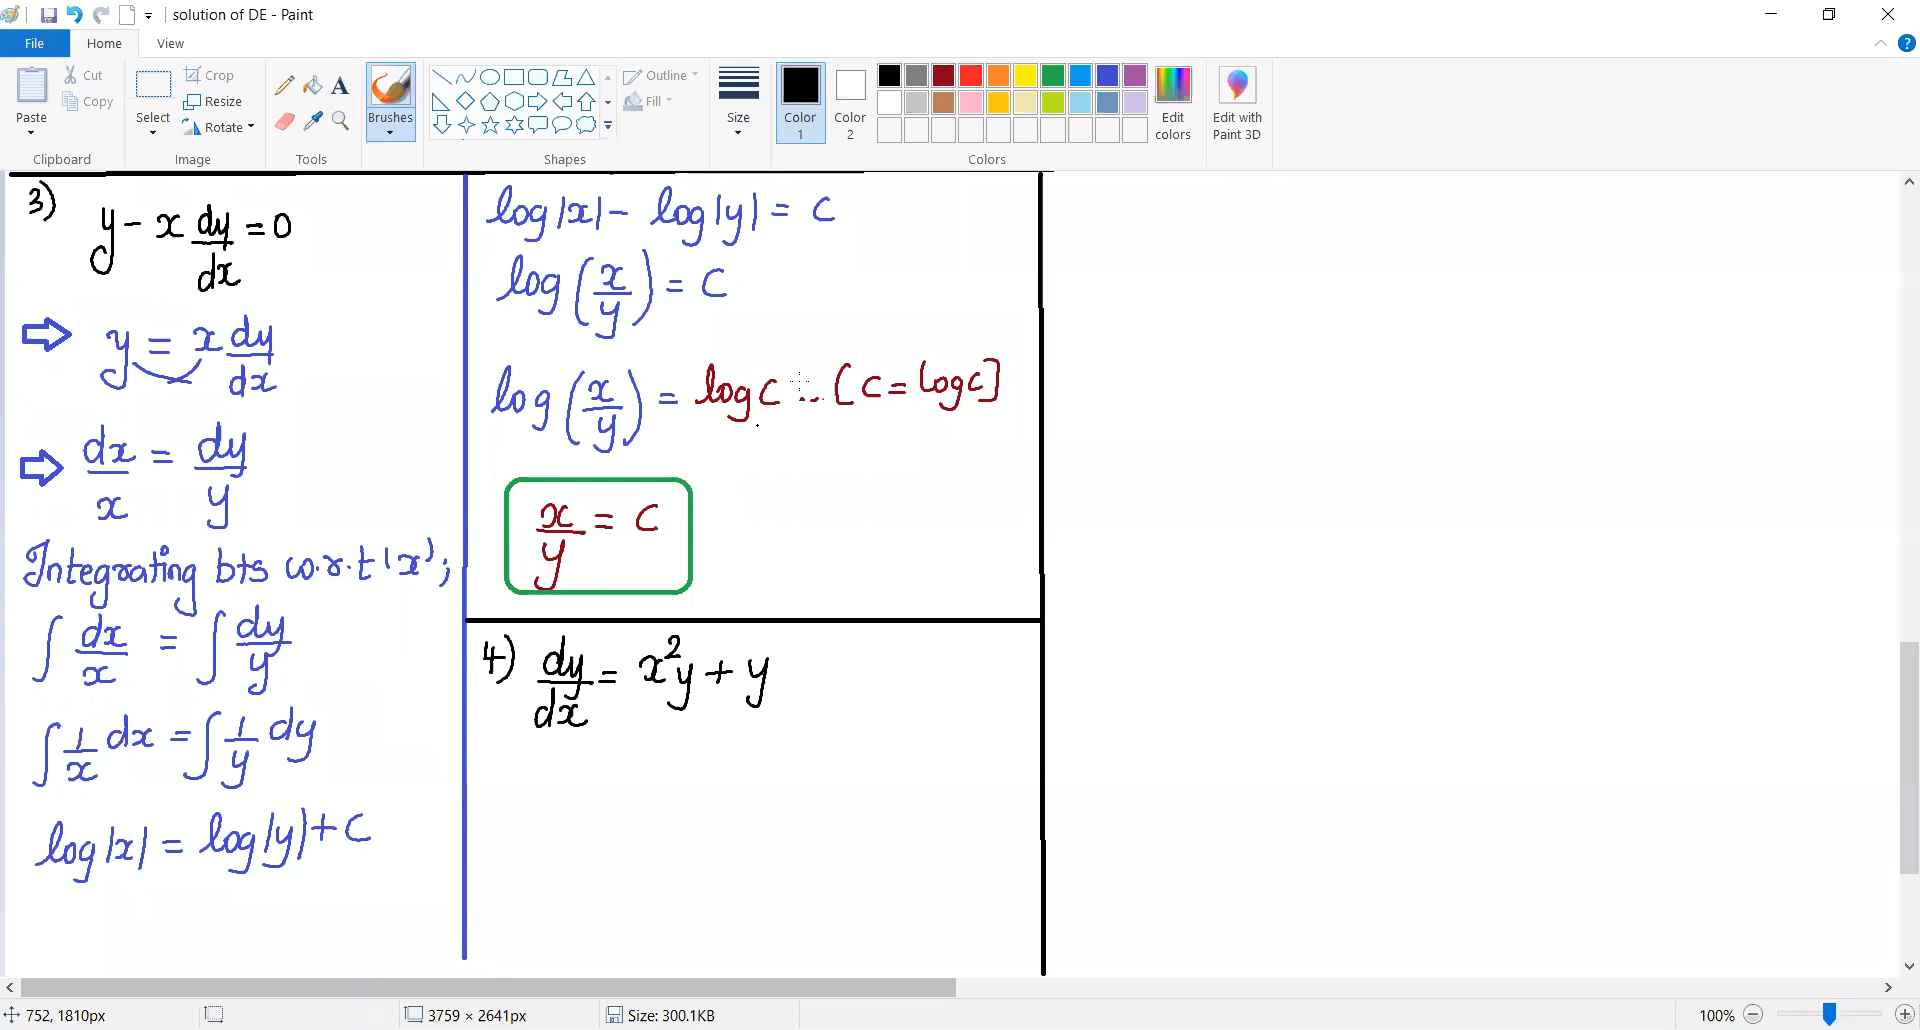 solution of DE - Paint
File Home View
Paste
Cut
Copy
Clipboard
Select
Crop
Resize
Rotate
Image
Tools
Brushes
Outline
Fill
Shapes
Size
Color 1
Color 2
Edit colors
Colors
Edit with Paint 3D
3)
y - x dy/dx = 0
⇒ y = x dy/dx
⇒ dx/x = dy/y
Integrating bts w.r.t 'x';
∫ dx/x = ∫ dy/y
∫ 1/x dx = ∫ 1/y dy
log|x| = log|y| + C
log|x| - log|y| = C
log (x/y) = C
log (x/y) = log C ... [C = log C]
x/y = C
4) dy/dx = x²y + y
752, 1810px
3759 × 2641px
Size: 300.1KB
100%